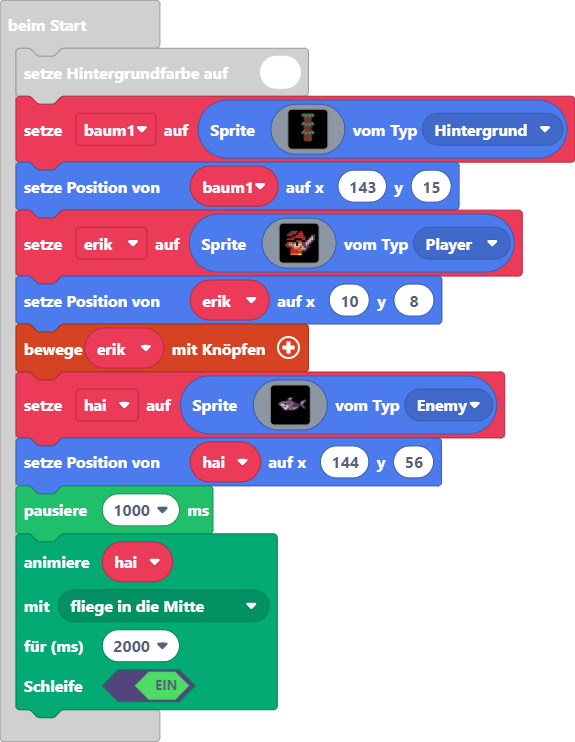 beim Start
setze Hintergrundfarbe auf
setze baum1 auf Sprite vom Typ Hintergrund
setze Position von baum1 auf x 143 y 15
setze erik auf Sprite vom Typ Player
setze Position von erik auf x 10 y 8
bewege erik mit Knöpfen
setze hai auf Sprite vom Typ Enemy
setze Position von hai auf x 144 y 56
pausiere 1000 ms
animiere hai
mit fliege in die Mitte
für (ms) 2000
Schleife EIN